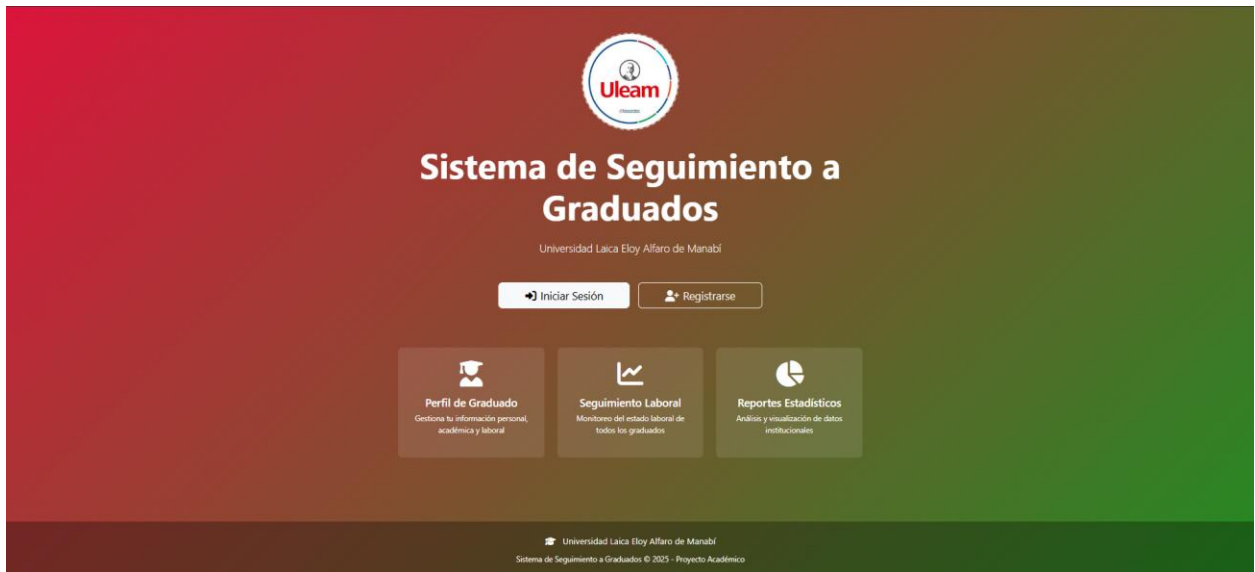 Uleam
Sistema de Seguimiento a
Graduados
Universidad Laica Eloy Alfaro de Manabí
Iniciar Sesión
Registrarse
Perfil de Graduado
Gestiona tu información personal,
académica y laboral
Seguimiento Laboral
Monitoreo del estado laboral de
todos los graduados
Reportes Estadísticos
Análisis y visualización de datos
institucionales
Universidad Laica Eloy Alfaro de Manabí
Sistema de Seguimiento a Graduados © 2025 - Proyecto Académico